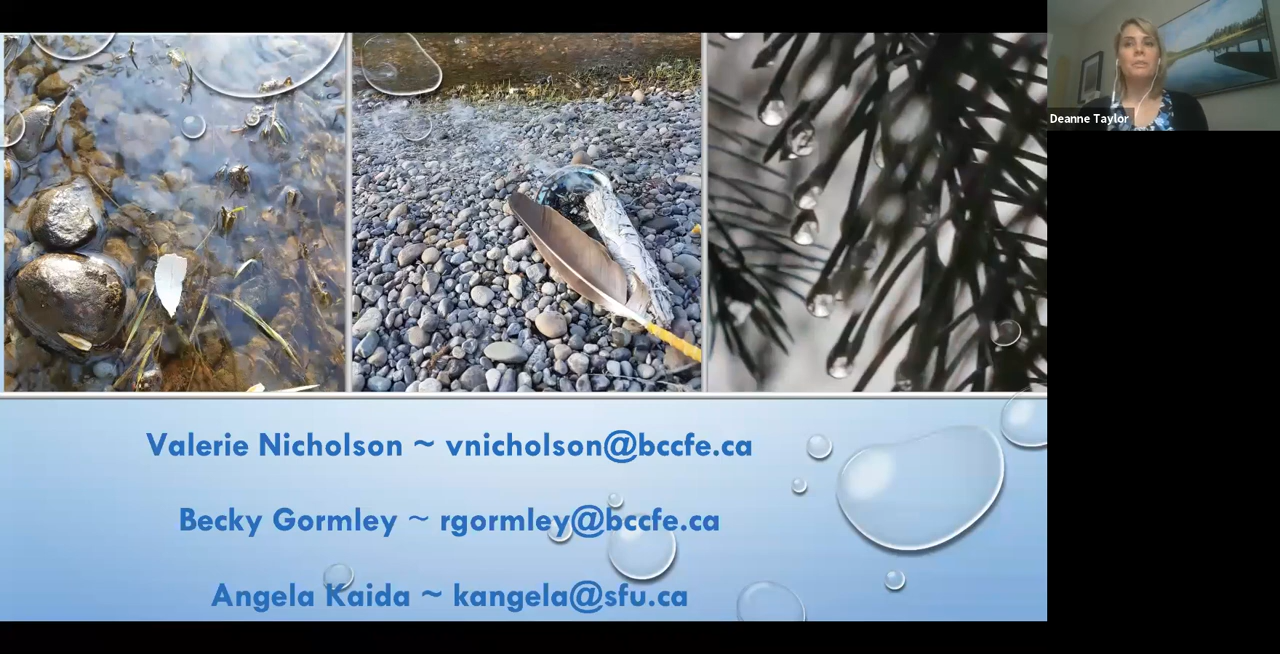 Deanne Taylor
Valerie Nicholson ~ vnicholson@bccfe.ca
Becky Gormley ~ rgormley@bccfe.ca
Angela Kaida ~ kangela@sfu.ca